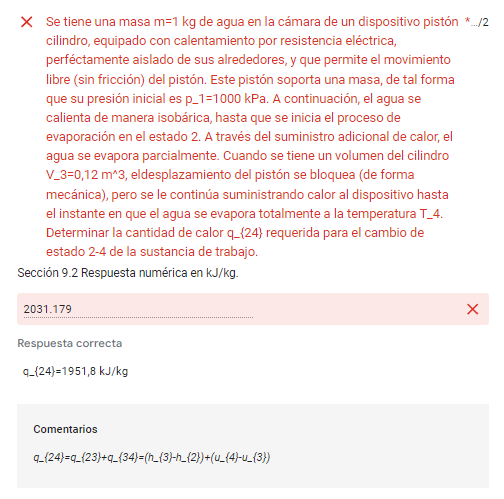 Se tiene una masa m=1 kg de agua en la cámara de un dispositivo pistón *.../2
cilindro, equipado con calentamiento por resistencia eléctrica,
perféctamente aislado de sus alrededores, y que permite el movimiento
libre (sin fricción) del pistón. Este pistón soporta una masa, de tal forma
que su presión inicial es p_1=1000 kPa. A continuación, el agua se
calienta de manera isobárica, hasta que se inicia el proceso de
evaporación en el estado 2. A través del suministro adicional de calor, el
agua se evapora parcialmente. Cuando se tiene un volumen del cilindro
V_3=0,12 m^3, eldesplazamiento del pistón se bloquea (de forma
mecánica), pero se le continúa suministrando calor al dispositivo hasta
el instante en que el agua se evapora totalmente a la temperatura T_4.
Determinar la cantidad de calor q_{24} requerida para el cambio de
estado 2-4 de la sustancia de trabajo.
Sección 9.2 Respuesta numérica en kJ/kg.
2031.179
Respuesta correcta
q_{24}=1951,8 kJ/kg
Comentarios
q_{24}=q_{23}+q_{34}=(h_{3}-h_{2})+(u_{4}-u_{3})